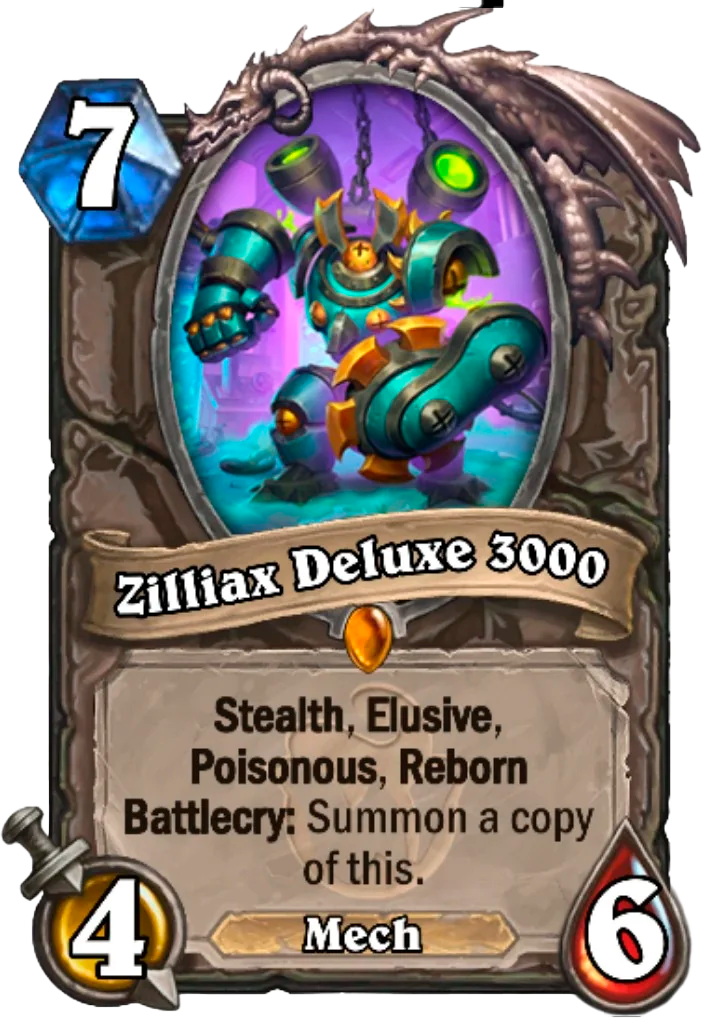 7
Zilliax Deluxe 3000
Stealth, Elusive,
Poisonous, Reborn
Battlecry: Summon a copy
of this.
Mech
4
6